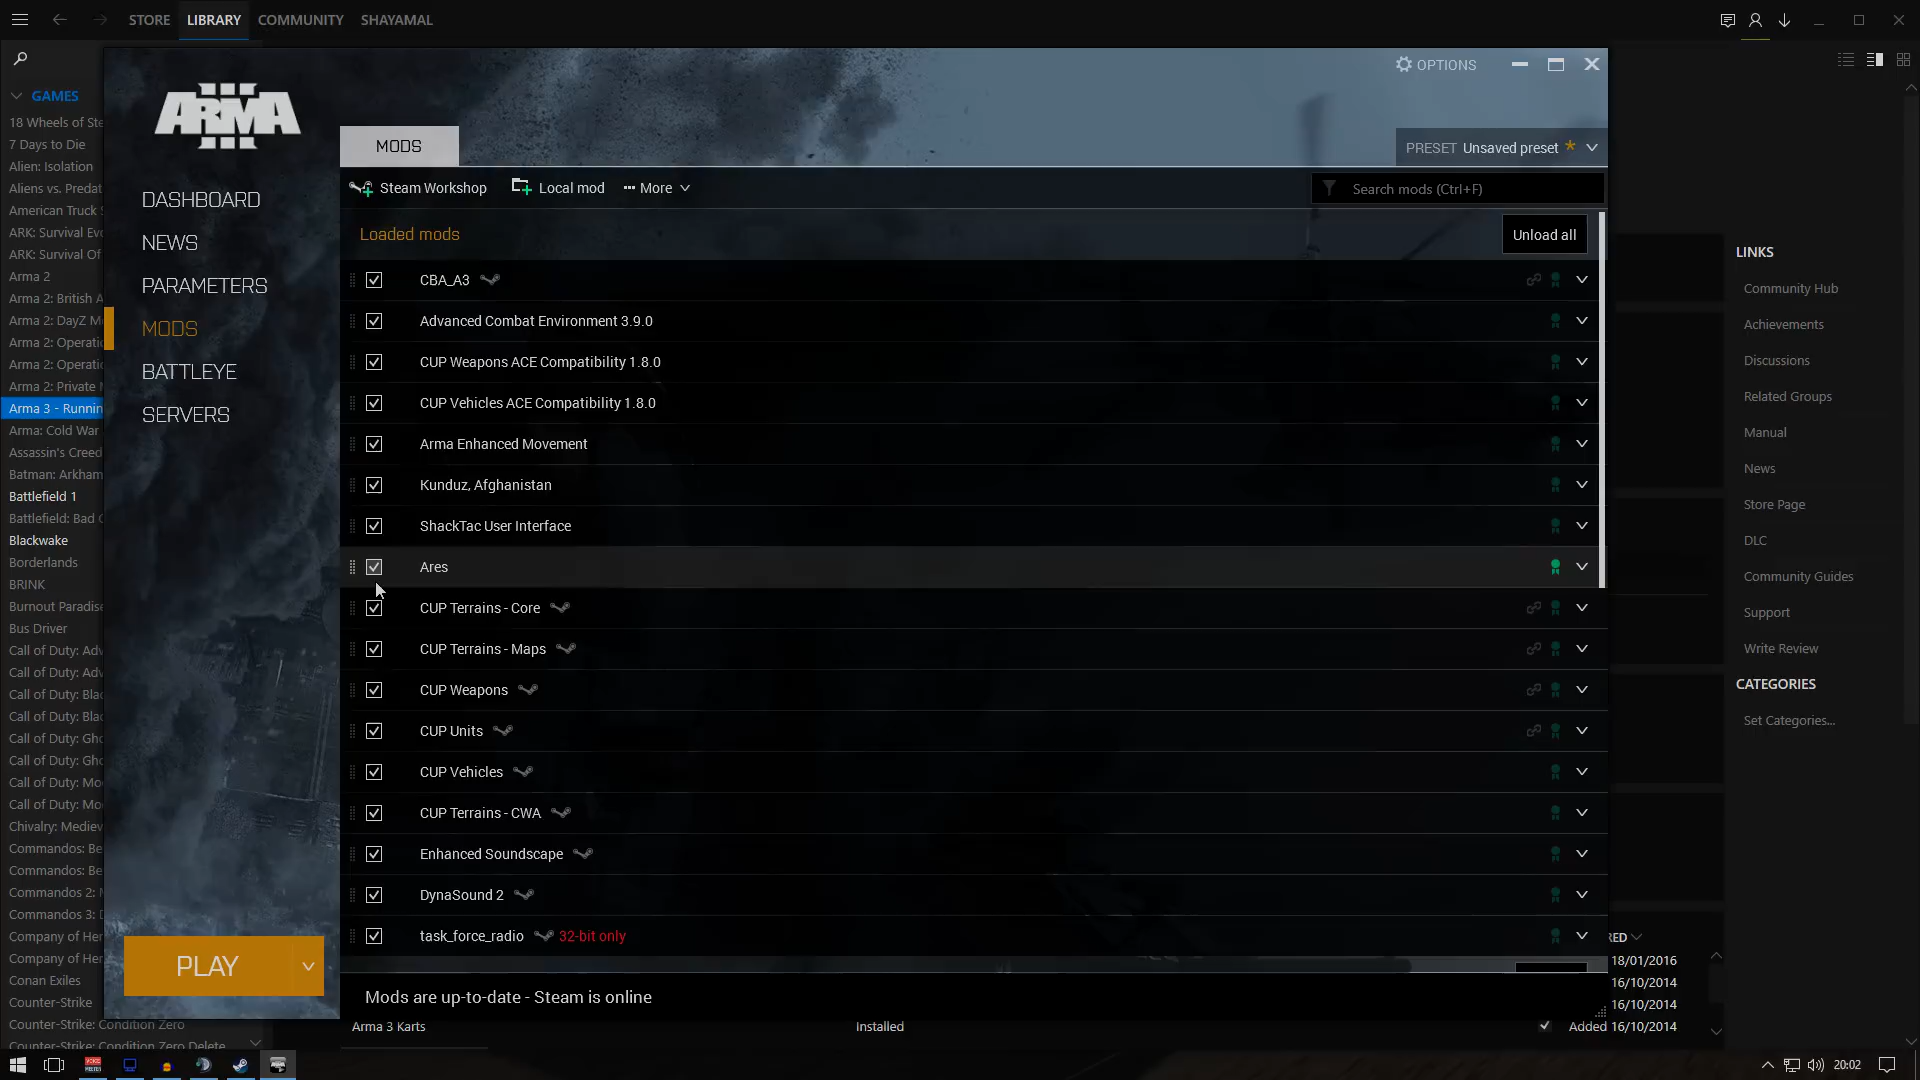 STORE LIBRARY COMMUNITY SHAYAMAL
GAMES
18 Wheels of Ste
7 Days to Die
Alien: Isolation
Aliens vs. Predat
American Truck S
ARK: Survival Evo
ARK: Survival Of
Arma 2
Arma 2: British A
Arma 2: DayZ M
Arma 2: Operatic
Arma 2: Operatic
Arma 2: Private M
Arma 3 - Runnin
Arma: Cold War
Assassin's Creed
Batman: Arkham
Battlefield 1
Battlefield: Bad C
Blackwake
Borderlands
BRINK
Burnout Paradise
Bus Driver
Call of Duty: Adv
Call of Duty: Adv
Call of Duty: Blac
Call of Duty: Blac
Call of Duty: Gho
Call of Duty: Gho
Call of Duty: Mo
Call of Duty: Mo
Chivalry: Mediev
Commandos: Be
Commandos: Be
Commandos 2: M
Commandos 3: D
Company of Her
Company of Her
Conan Exiles
Counter-Strike
Counter-Strike: Condition Zero
Counter-Strike: Condition Zero Delete
ARMA III
DASHBOARD
NEWS
PARAMETERS
MODS
BATTLEYE
SERVERS
PLAY
OPTIONS
MODS
PRESET Unsaved preset *
Steam Workshop Local mod ··· More
Search mods (Ctrl+F)
Loaded mods
Unload all
CBA_A3
Advanced Combat Environment 3.9.0
CUP Weapons ACE Compatibility 1.8.0
CUP Vehicles ACE Compatibility 1.8.0
Arma Enhanced Movement
Kunduz, Afghanistan
ShackTac User Interface
Ares
CUP Terrains - Core
CUP Terrains - Maps
CUP Weapons
CUP Units
CUP Vehicles
CUP Terrains - CWA
Enhanced Soundscape
DynaSound 2
task_force_radio 32-bit only
Mods are up-to-date - Steam is online
Arma 3 Karts Installed Added 16/10/2014
LINKS
Community Hub
Achievements
Discussions
Related Groups
Manual
News
Store Page
DLC
Community Guides
Support
Write Review
CATEGORIES
Set Categories...
RED
18/01/2016
16/10/2014
16/10/2014
20:02